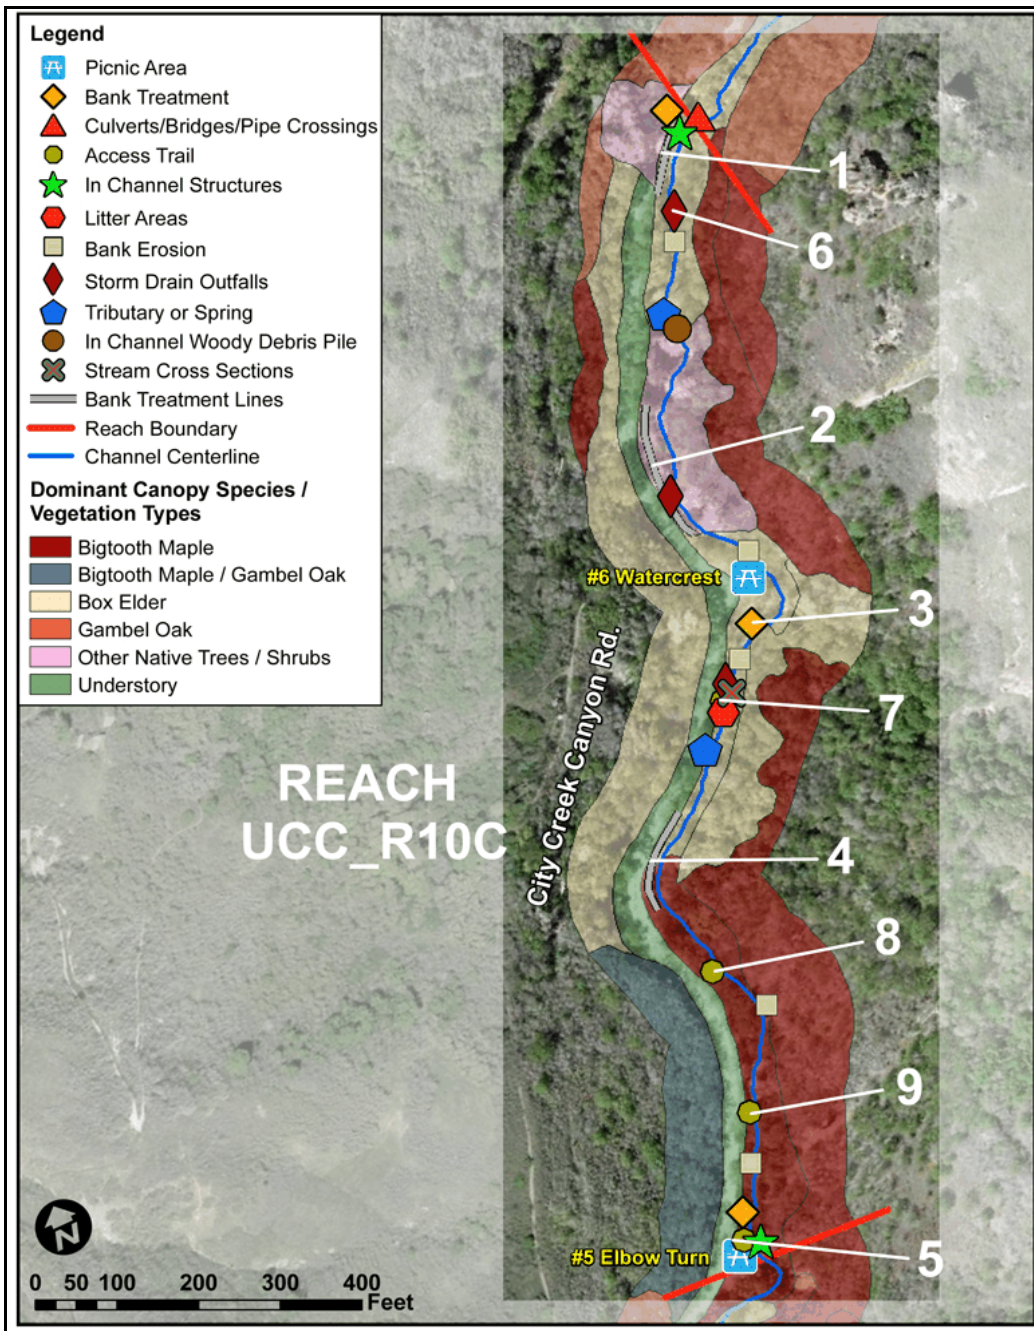 Legend
Picnic Area
Bank Treatment
Culverts/Bridges/Pipe Crossings
Access Trail
In Channel Structures
Litter Areas
Bank Erosion
Storm Drain Outfalls
Tributary or Spring
In Channel Woody Debris Pile
Stream Cross Sections
Bank Treatment Lines
Reach Boundary
Channel Centerline
Dominant Canopy Species /
Vegetation Types
Bigtooth Maple
Bigtooth Maple / Gambel Oak
Box Elder
Gambel Oak
Other Native Trees / Shrubs
Understory
1
6
2
#6 Watercrest
3
City Creek Canyon Rd.
7
REACH
UCC_R10C
4
8
9
#5 Elbow Turn
5
N
0 50 100 200 300 400
Feet